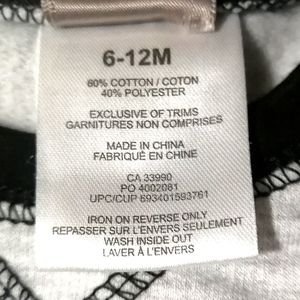 6-12M
60% COTTON / COTON
40% POLYESTER
EXCLUSIVE OF TRIMS
GARNITURES NON COMPRISES
MADE IN CHINA
FABRIQUÉ EN CHINE
CA 33990
PO 4002081
UPC/CUP 693401593761
IRON ON REVERSE ONLY
REPASSER SUR L'ENVERS SEULEMENT
WASH INSIDE OUT
LAVER À L'ENVERS